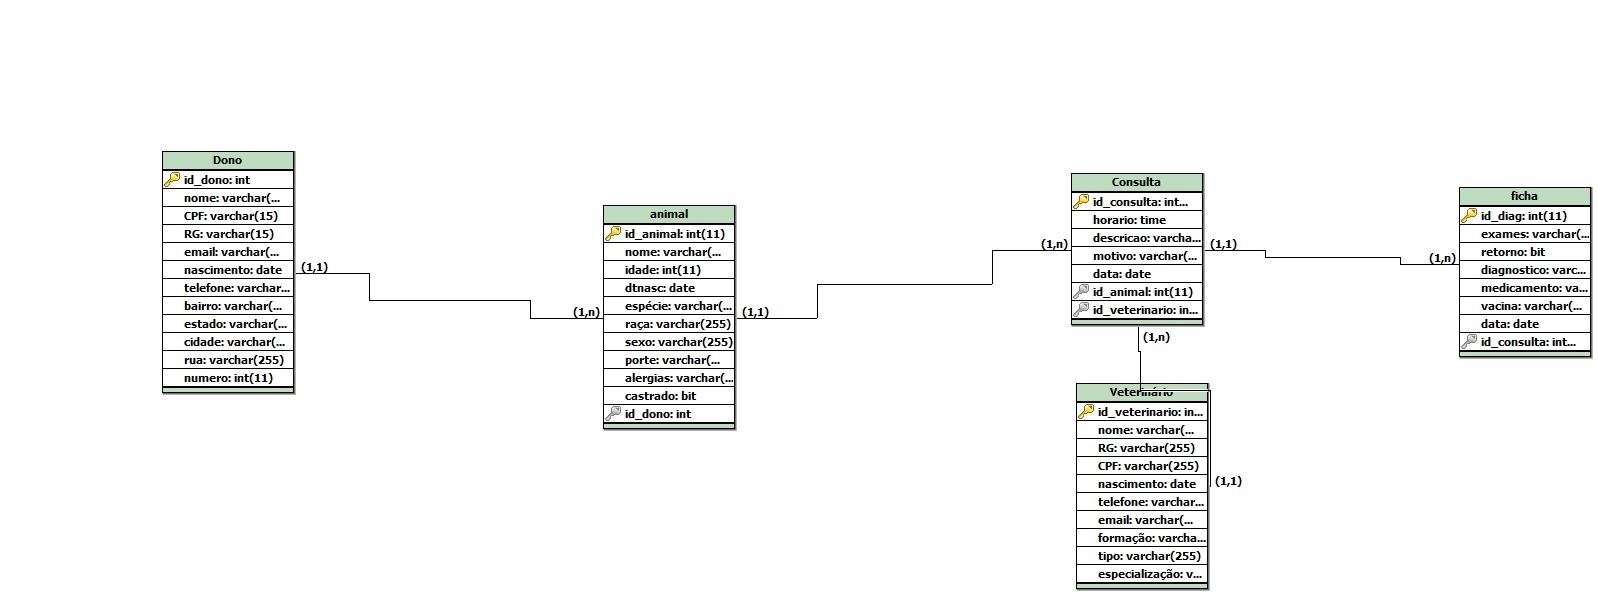 Dono
id_dono: int
nome: varchar(...
CPF: varchar(15)
RG: varchar(15)
email: varchar(...
nascimento: date
telefone: varchar...
bairro: varchar(...
estado: varchar(...
cidade: varchar(...
rua: varchar(255)
numero: int(11)
(1,1)
(1,n)
animal
id_animal: int(11)
nome: varchar(...
idade: int(11)
dtnasc: date
espécie: varchar(...
raça: varchar(255)
sexo: varchar(255)
porte: varchar(...
alergias: varchar(...
castrado: bit
id_dono: int
(1,1)
(1,n)
Consulta
id_consulta: int...
horario: time
descricao: varcha...
motivo: varchar(...
data: date
id_animal: int(11)
id_veterinario: in...
(1,1)
(1,n)
(1,n)
ficha
id_diag: int(11)
exames: varchar(...
retorno: bit
diagnostico: varc...
medicamento: va...
vacina: varchar(...
data: date
id_consulta: int...
Veterinário
id_veterinario: in...
nome: varchar(...
RG: varchar(255)
CPF: varchar(255)
nascimento: date
telefone: varchar...
email: varchar(...
formação: varcha...
tipo: varchar(255)
especialização: v...
(1,1)